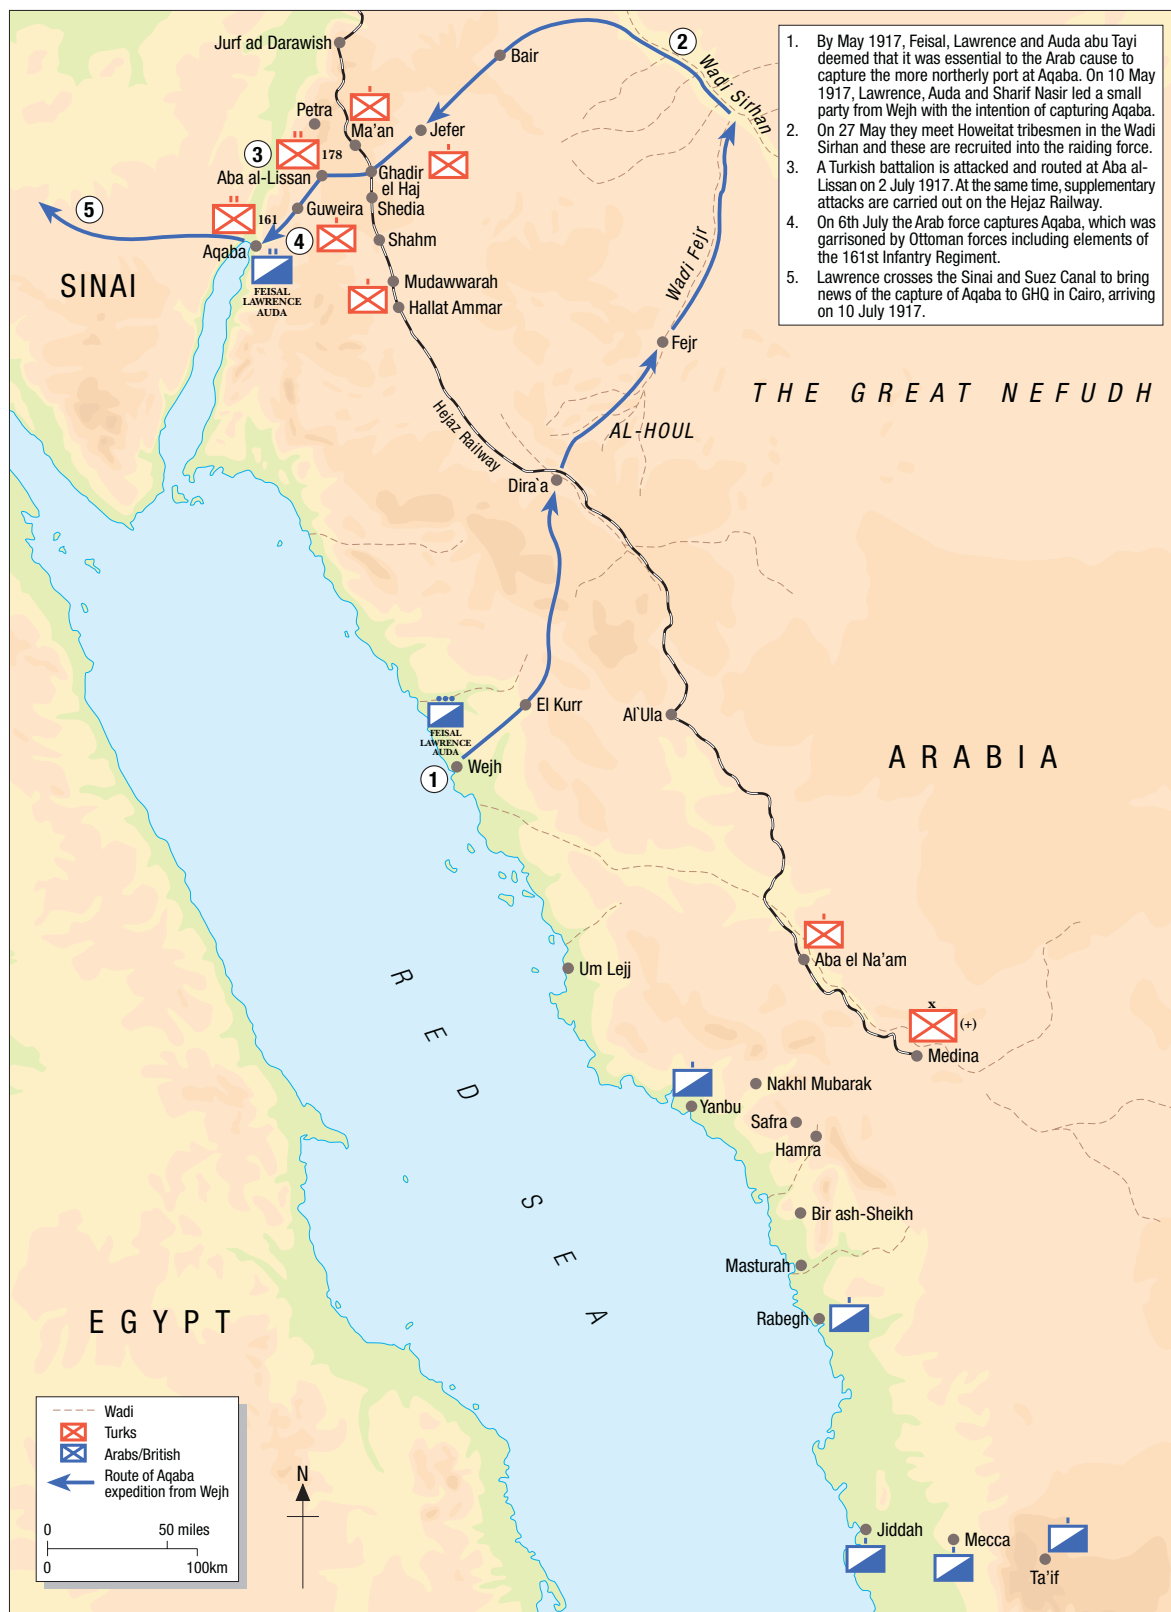 1. By May 1917, Feisal, Lawrence and Auda abu Tayi
deemed that it was essential to the Arab cause to
capture the more northerly port at Aqaba. On 10 May
1917, Lawrence, Auda and Sharif Nasir led a small
party from Wejh with the intention of capturing Aqaba.
2. On 27 May they meet Howeitat tribesmen in the Wadi
Sirhan and these are recruited into the raiding force.
3. A Turkish battalion is attacked and routed at Aba al-
Lissan on 2 July 1917. At the same time, supplementary
attacks are carried out on the Hejaz Railway.
4. On 6th July the Arab force captures Aqaba, which was
garrisoned by Ottoman forces including elements of
the 161st Infantry Regiment.
5. Lawrence crosses the Sinai and Suez Canal to bring
news of the capture of Aqaba to GHQ in Cairo, arriving
on 10 July 1917.
Jurf ad Darawish
Bair
2
Wadi Sirhan
Petra
Ma'an
Jefer
3
178
Aba al-Lissan
Ghadir
el Haj
Shedia
Guweira
5
161
Aqaba
4
Shahm
SINAI
FEISAL
LAWRENCE
AUDA
Mudawwarah
Hallat Ammar
Wadi Fejr
Fejr
THE GREAT NEFUDH
Hejaz Railway
AL-HOUL
Dira`a
El Kurr
Al`Ula
FEISAL
LAWRENCE
AUDA
Wejh
1
ARABIA
Aba el Na'am
Um Lejj
RED SEA
x
(+)
Medina
Nakhl Mubarak
Yanbu
Safra
Hamra
Bir ash-Sheikh
Masturah
Rabegh
EGYPT
Jiddah
Mecca
Ta'if
Wadi
Turks
Arabs/British
Route of Aqaba
expedition from Wejh
0 50 miles
0 100km
N